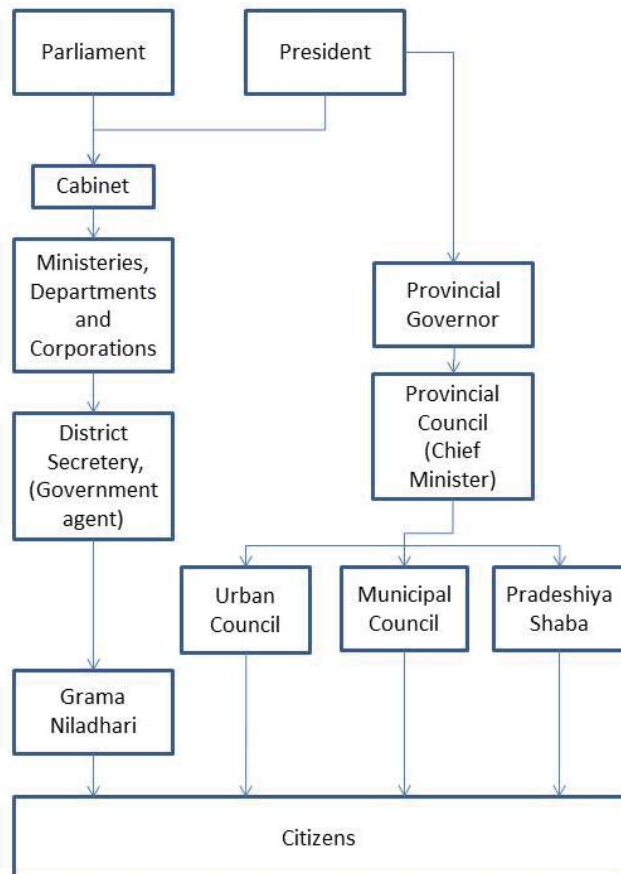 Parliament
President
Cabinet
Ministeries,
Departments
and
Corporations
Provincial
Governor
Provincial
Council
(Chief
Minister)
District
Secretery,
(Government
agent)
Urban
Council
Municipal
Council
Pradeshiya
Shaba
Grama
Niladhari
Citizens